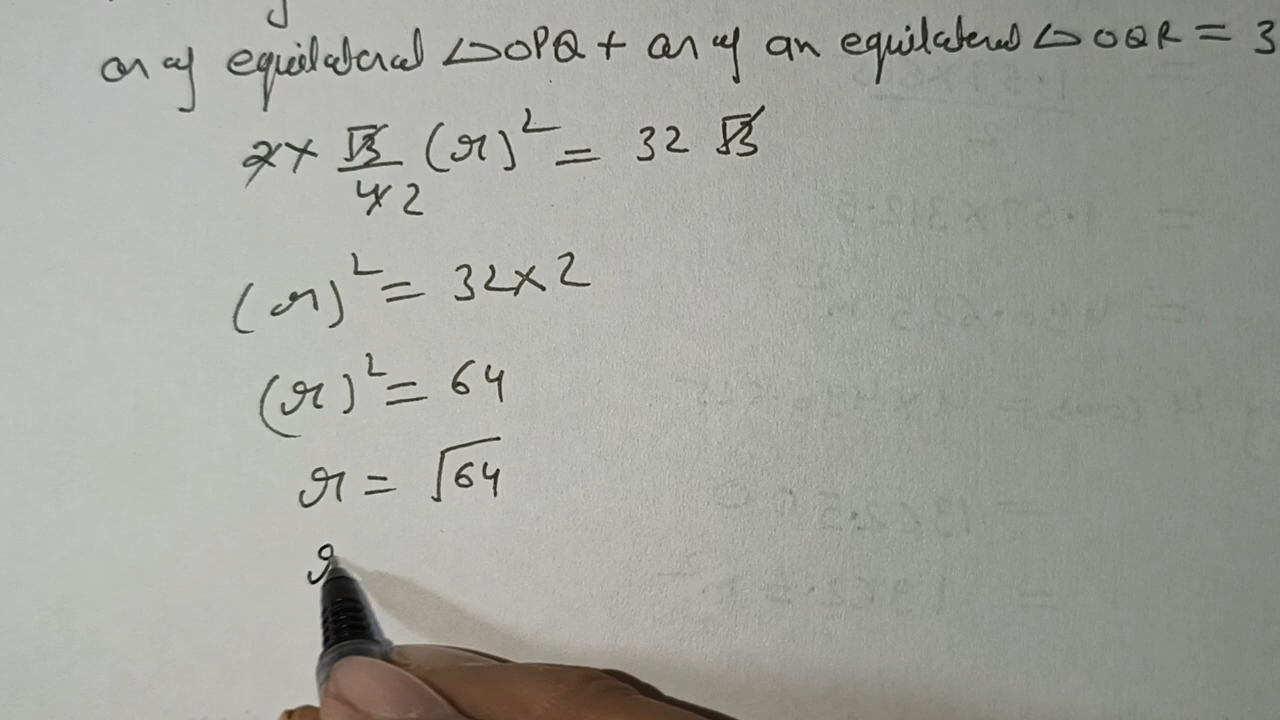 ar of equilateral △OPQ + ar of an equilateral △OQR = 3
2 × √3/4 2 (r)² = 32 √3
(r)² = 32 × 2
(r)² = 64
r = √64
r